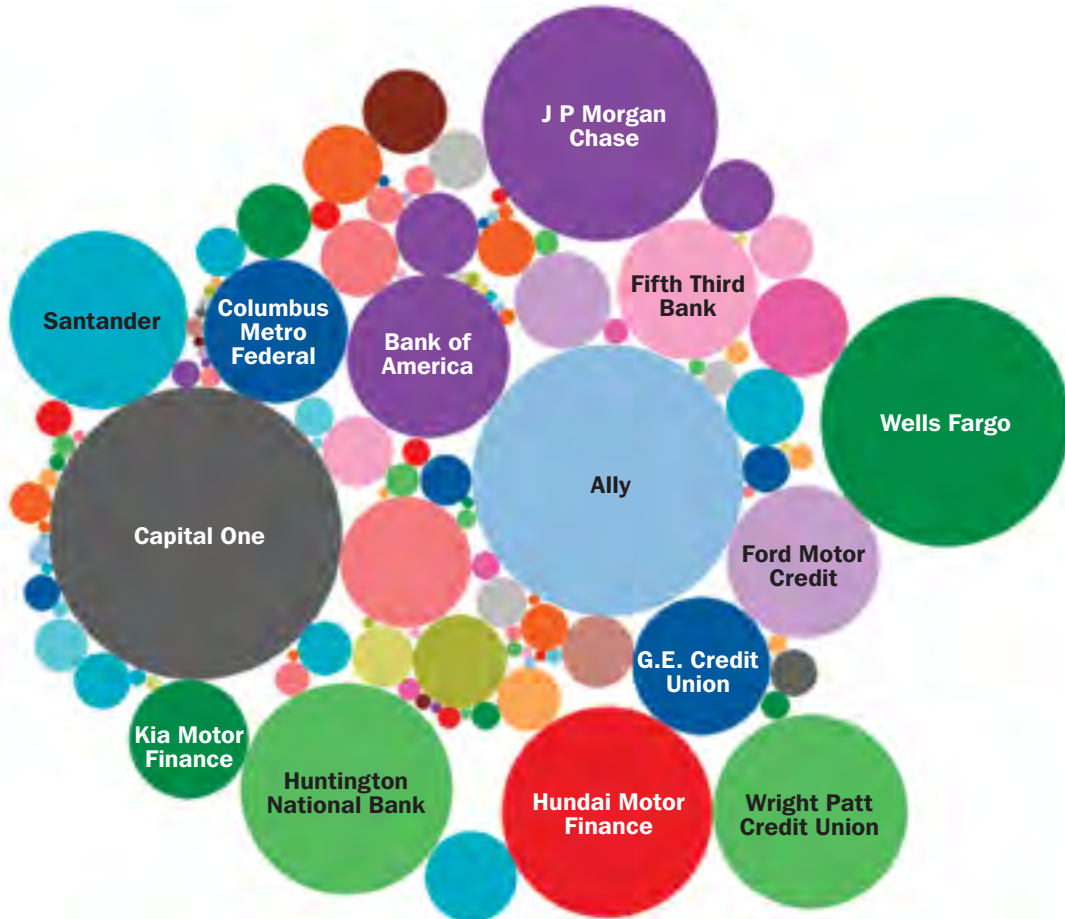 J P Morgan
Chase
Fifth Third
Bank
Santander
Columbus
Metro
Federal
Bank of
America
Wells Fargo
Ally
Capital One
Ford Motor
Credit
G.E. Credit
Union
Kia Motor
Finance
Huntington
National Bank
Hundai Motor
Finance
Wright Patt
Credit Union